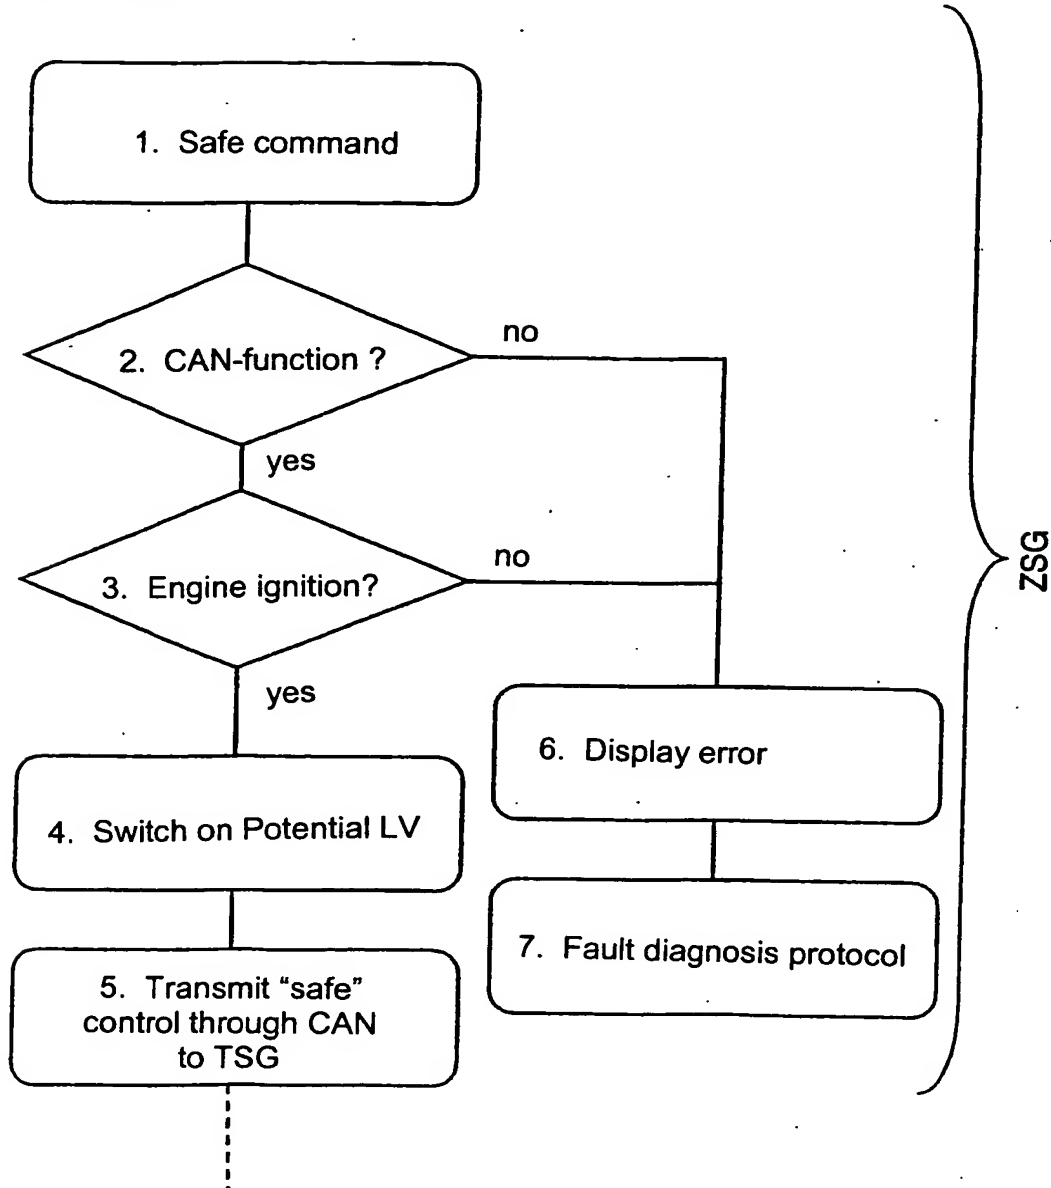 1. Safe command
no
2. CAN-function ?
yes
no
3. Engine ignition?
yes
6. Display error
4. Switch on Potential LV
7. Fault diagnosis protocol
5. Transmit “safe”
control through CAN
to TSG
ZSG